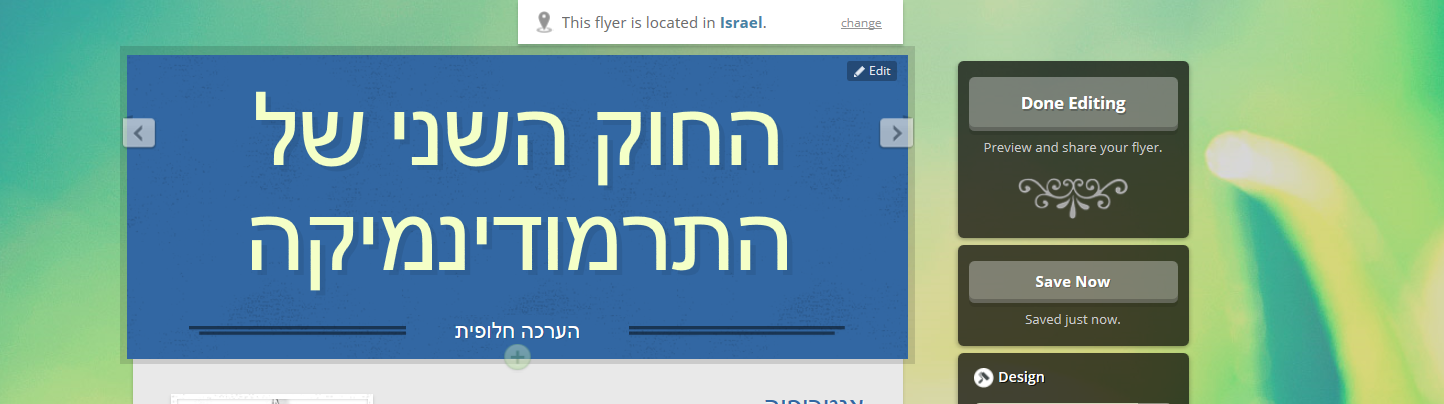 This flyer is located in Israel.
change
Edit
החוק השני של
התרמודינמיקה
הערכה חלופית
Done Editing
Preview and share your flyer.
Save Now
Saved just now.
Design